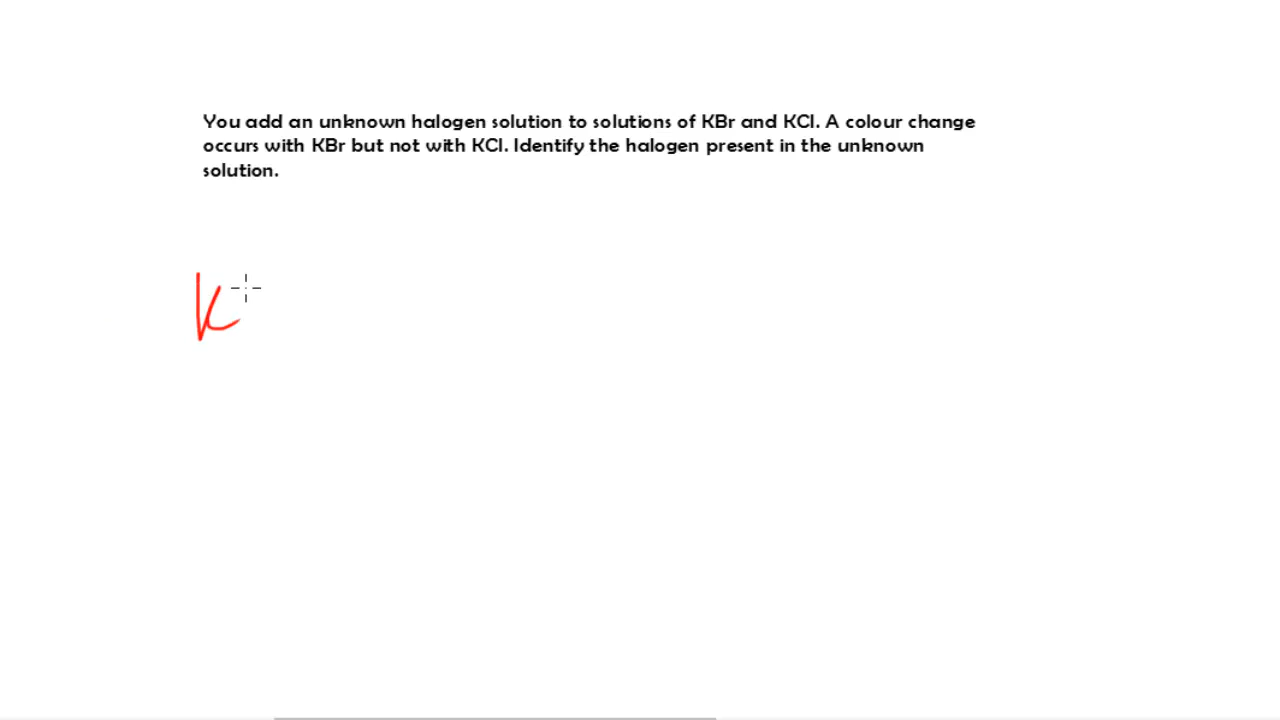 You add an unknown halogen solution to solutions of KBr and KCl. A colour change
occurs with KBr but not with KCl. Identify the halogen present in the unknown
solution.
K